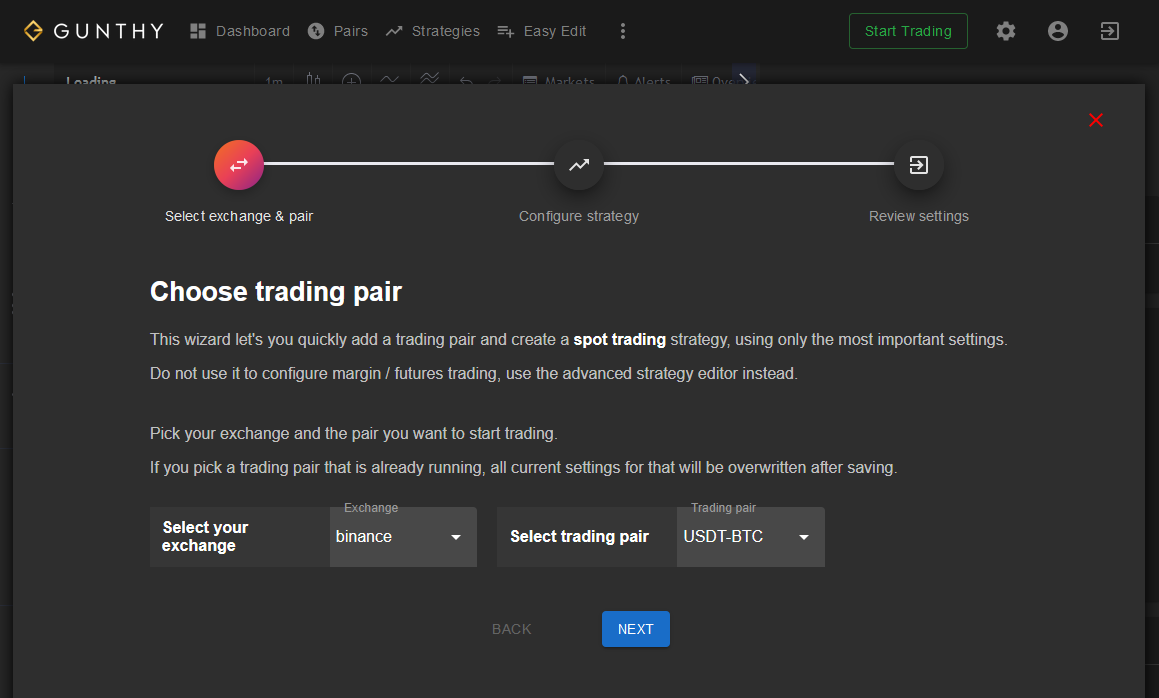 GUNTHY Dashboard Pairs Strategies Easy Edit Start Trading
Loading 1m Markets Alerts
Select exchange & pair Configure strategy Review settings
Choose trading pair
This wizard let's you quickly add a trading pair and create a spot trading strategy, using only the most important settings.
Do not use it to configure margin / futures trading, use the advanced strategy editor instead.
Pick your exchange and the pair you want to start trading.
If you pick a trading pair that is already running, all current settings for that will be overwritten after saving.
Exchange
Select your
exchange
binance
Trading pair
Select trading pair
USDT-BTC
BACK NEXT